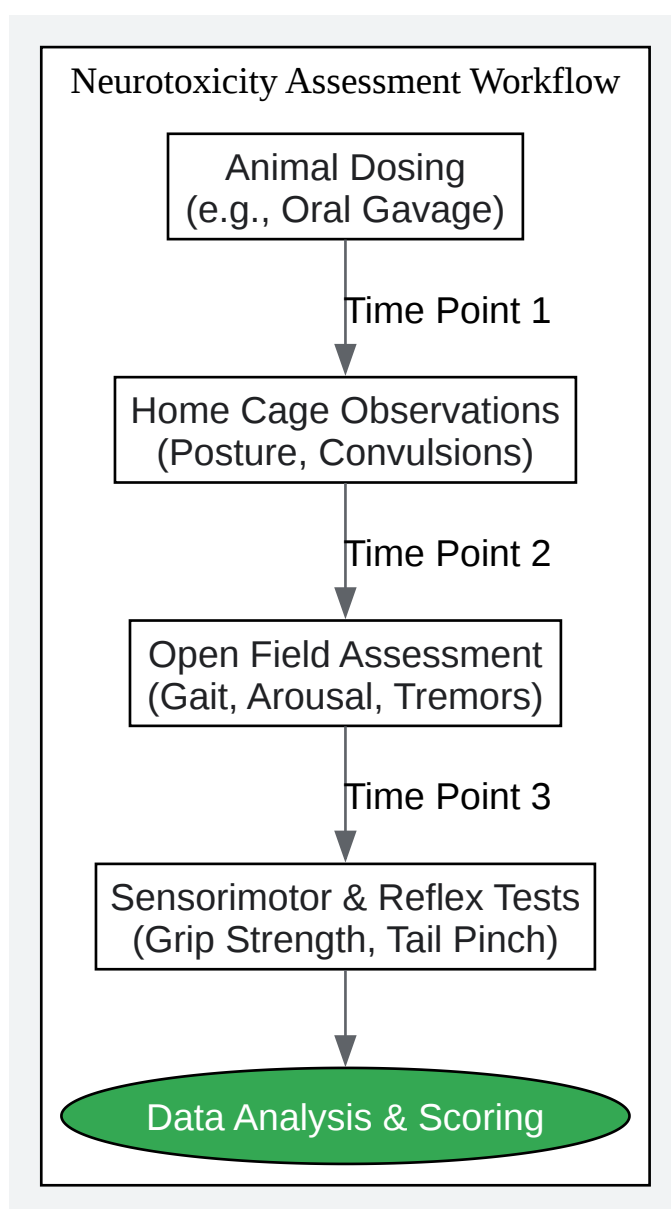 Neurotoxicity Assessment Workflow
Animal Dosing
(e.g., Oral Gavage)
Time Point 1
Home Cage Observations
(Posture, Convulsions)
Time Point 2
Open Field Assessment
(Gait, Arousal, Tremors)
Time Point 3
Sensorimotor & Reflex Tests
(Grip Strength, Tail Pinch)
Data Analysis & Scoring